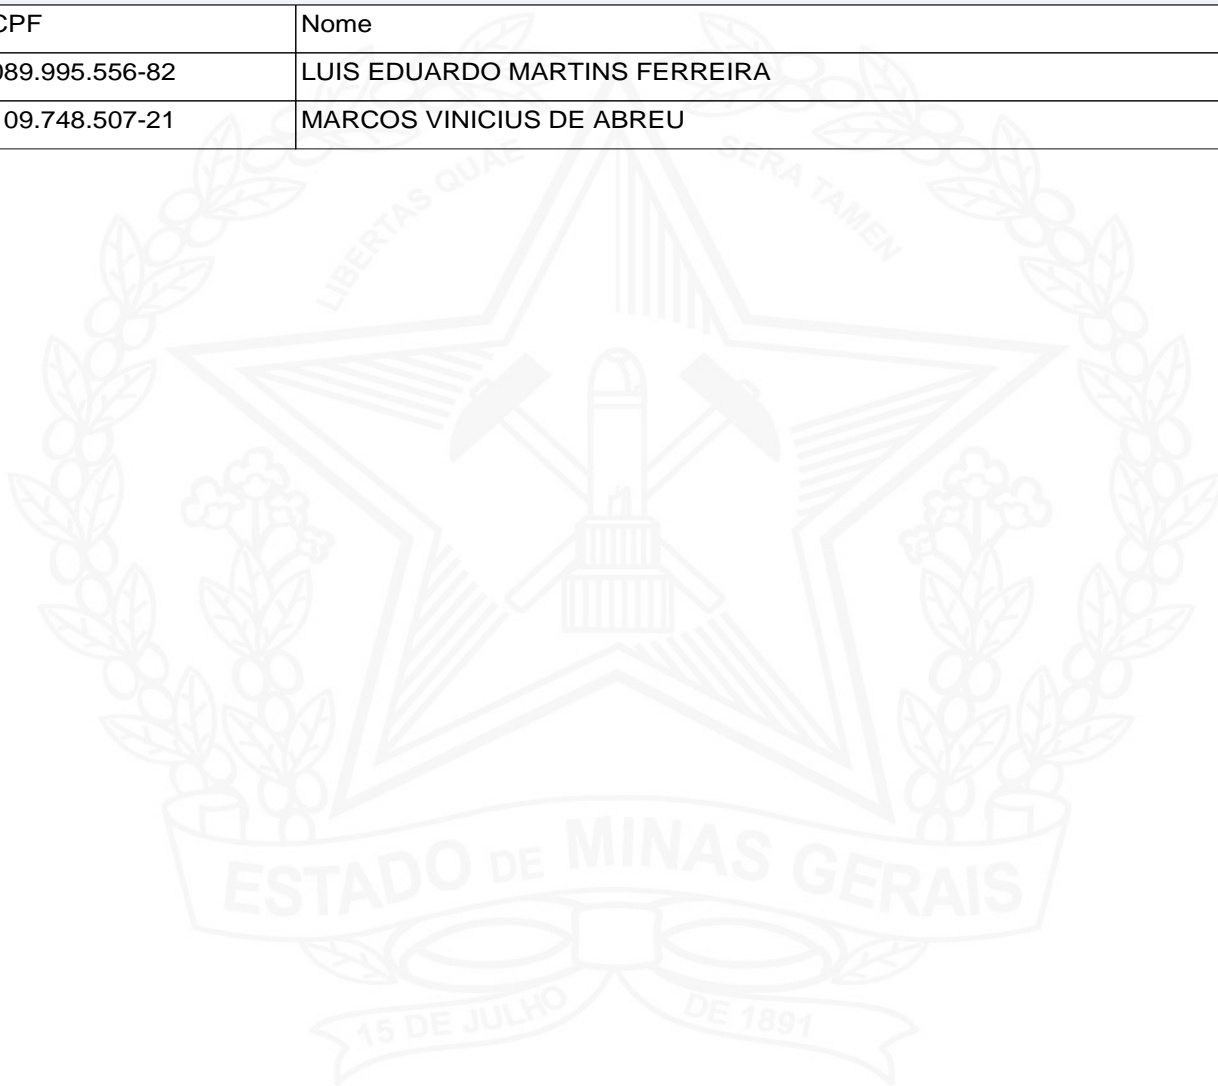 CPF Nome
089.995.556-82 LUIS EDUARDO MARTINS FERREIRA
09.748.507-21 MARCOS VINICIUS DE ABREU
LIBERTAS QUAE SERA TAMEN
ESTADO DE MINAS GERAIS
15 DE JULHO DE 1891